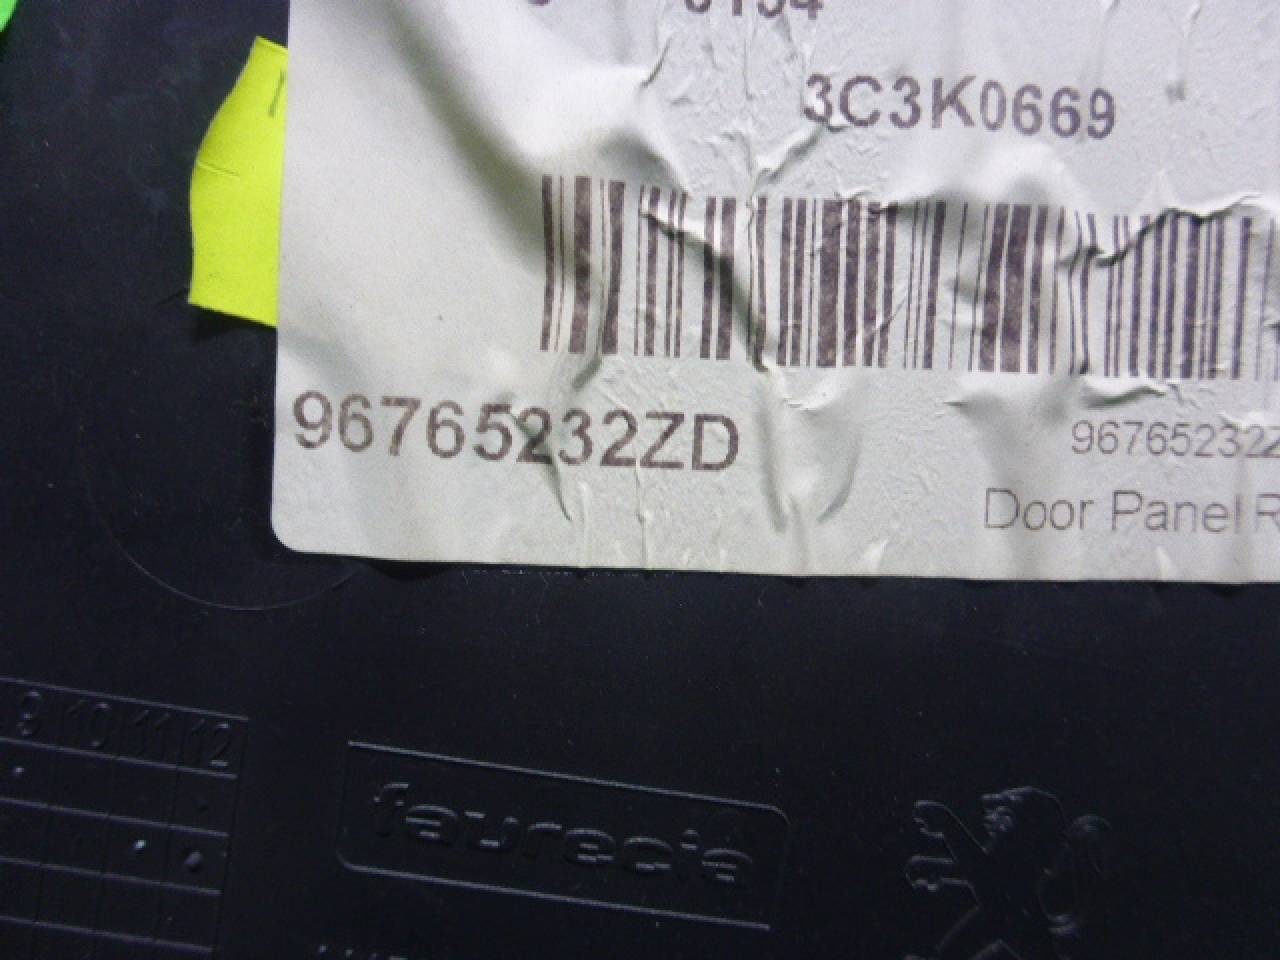 3C3K0669
96765232ZD
96765232Z
Door Panel R
9 10 11 12
faurecia